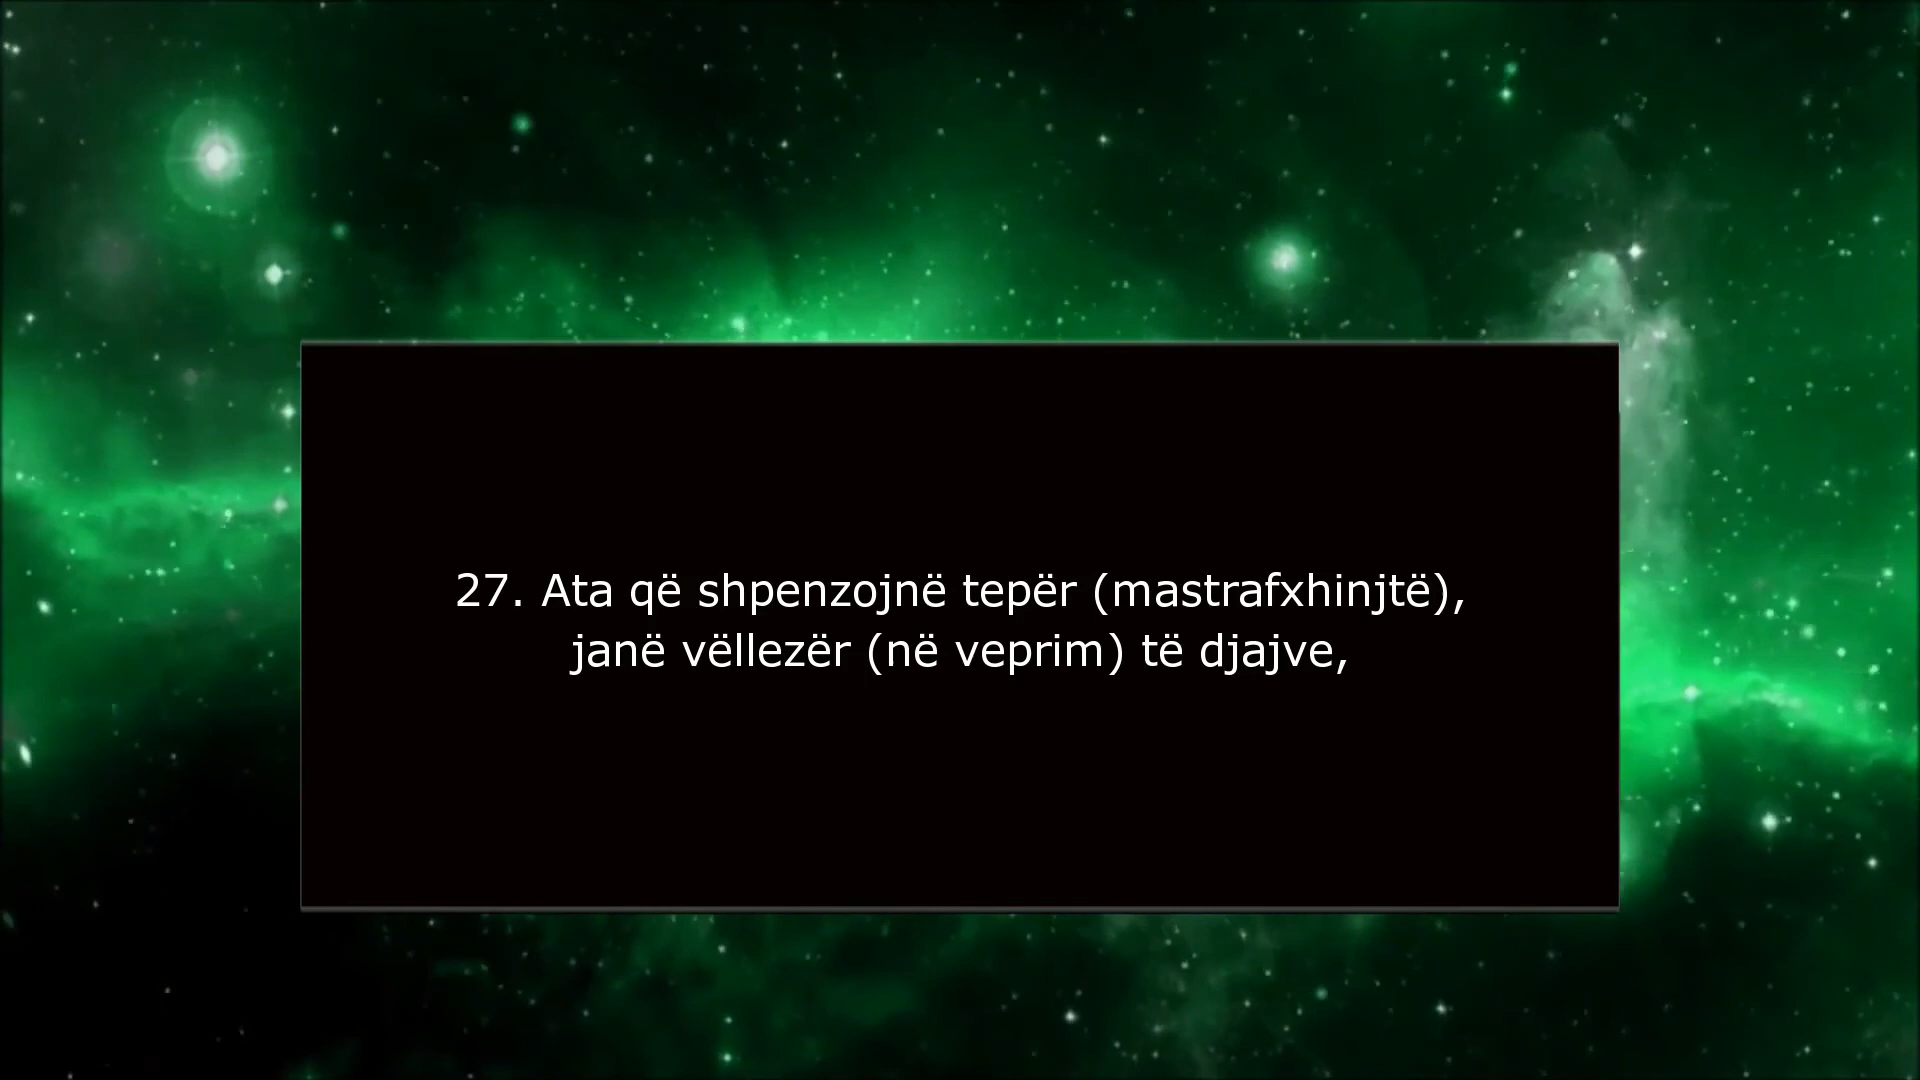 27. Ata që shpenzojnë tepër (mastrafxhinjtë),
janë vëllezër (në veprim) të djajve,